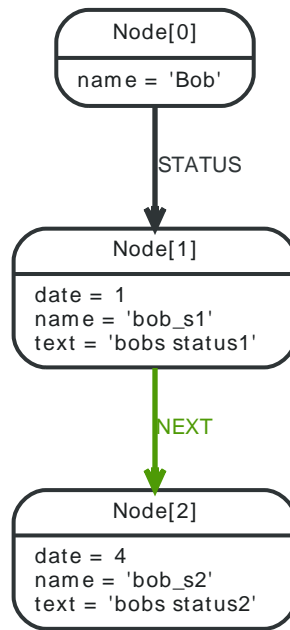 Node[0]
name = 'Bob'
STATUS
Node[1]
date = 1
name = 'bob_s1'
text = 'bobs status1'
NEXT
Node[2]
date = 4
name = 'bob_s2'
text = 'bobs status2'